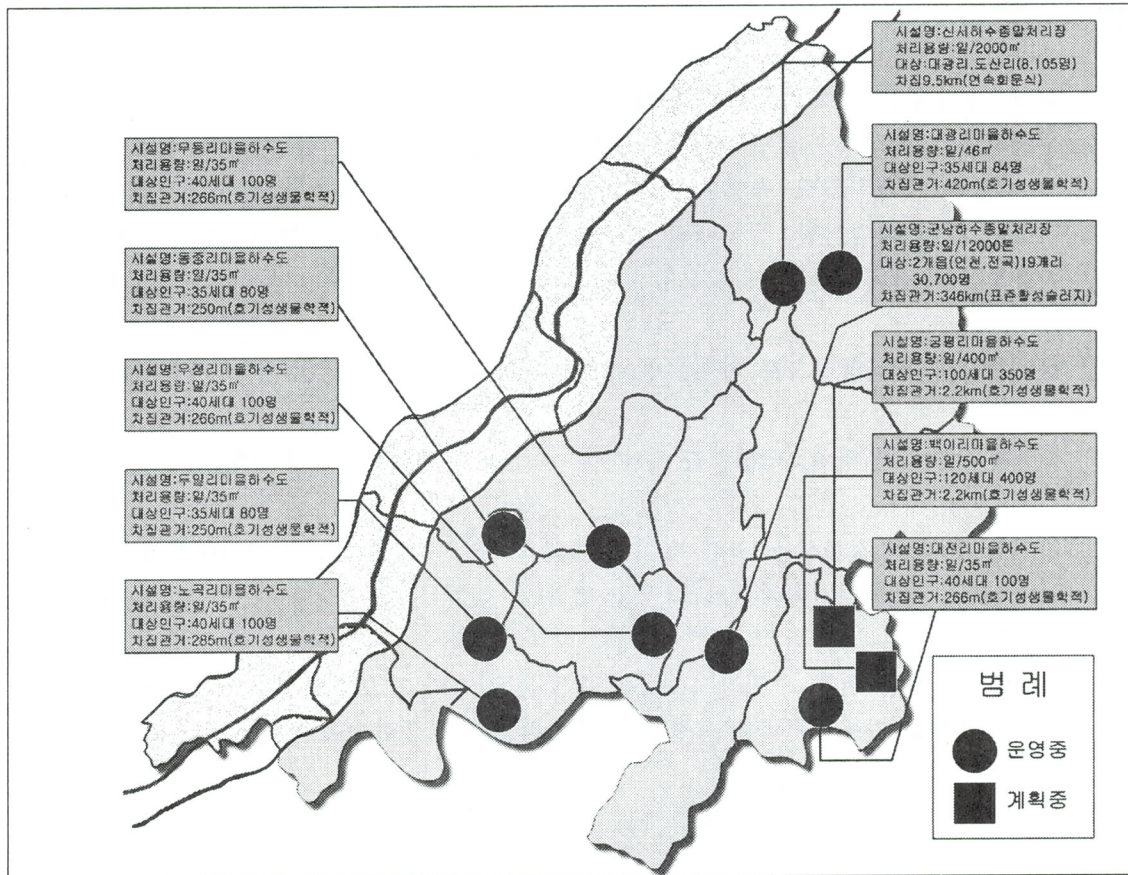 시설명:신서하수종말처리장
처리용량:일/2000㎥
대상:대광리,도신리(8,105명)
차집9.5km(연속회분식)
시설명:무등리마을하수도
처리용량:일/35㎥
대상인구:40세대 100명
차집관거:266m(호기성생물학적)
시설명:대광리마을하수도
처리용량:일/46㎥
대상인구:35세대 84명
차집관거:420m(호기성생물학적)
시설명:동중리마을하수도
처리용량:일/35㎥
대상인구:35세대 80명
차집관거:250m(호기성생물학적)
시설명:군남하수종말처리장
처리용량:일/12000톤
대상:2개읍(연천,전곡)19개리
30,700명
차집관거:346km(표준활성슬러지)
시설명:우정리마을하수도
처리용량:일/35㎥
대상인구:40세대 100명
차집관거:266m(호기성생물학적)
시설명:궁평리마을하수도
처리용량:일/400㎥
대상인구:100세대 350명
차집관거:2.2km(호기성생물학적)
시설명:두일리마을하수도
처리용량:일/35㎥
대상인구:35세대 80명
차집관거:250m(호기성생물학적)
시설명:백의리마을하수도
처리용량:일/500㎥
대상인구:120세대 400명
차집관거:2.2km(호기성생물학적)
시설명:노곡리마을하수도
처리용량:일/35㎥
대상인구:40세대 100명
차집관거:285m(호기성생물학적)
시설명:대전리마을하수도
처리용량:일/35㎥
대상인구:40세대 100명
차집관거:266m(호기성생물학적)
범 례
운영중
계획중